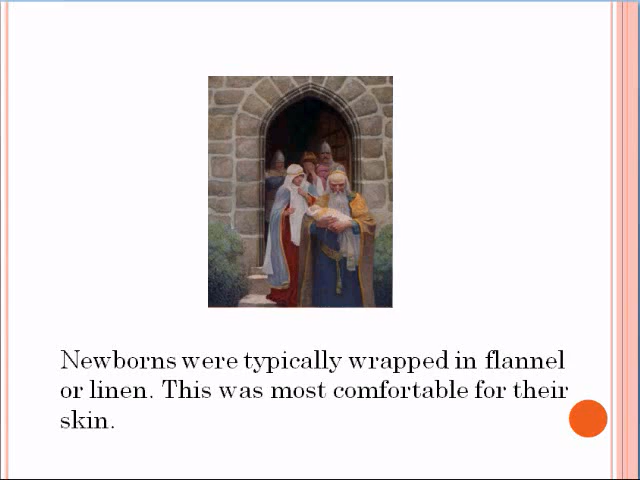 Newborns were typically wrapped in flannel
or linen. This was most comfortable for their
skin.